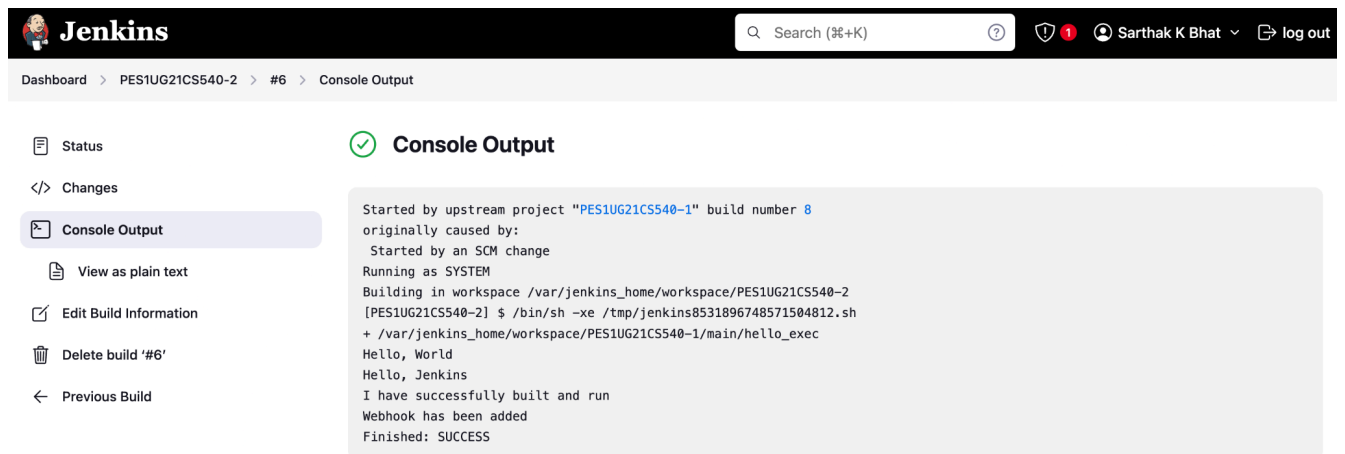 Jenkins
Search (⌘+K)
1
Sarthak K Bhat
log out
Dashboard > PES1UG21CS540-2 > #6 > Console Output
Status
Changes
Console Output
View as plain text
Edit Build Information
Delete build ‘#6’
Previous Build
Console Output
Started by upstream project "PES1UG21CS540-1" build number 8
originally caused by:
 Started by an SCM change
Running as SYSTEM
Building in workspace /var/jenkins_home/workspace/PES1UG21CS540-2
[PES1UG21CS540-2] $ /bin/sh -xe /tmp/jenkins8531896748571504812.sh
+ /var/jenkins_home/workspace/PES1UG21CS540-1/main/hello_exec
Hello, World
Hello, Jenkins
I have successfully built and run
Webhook has been added
Finished: SUCCESS